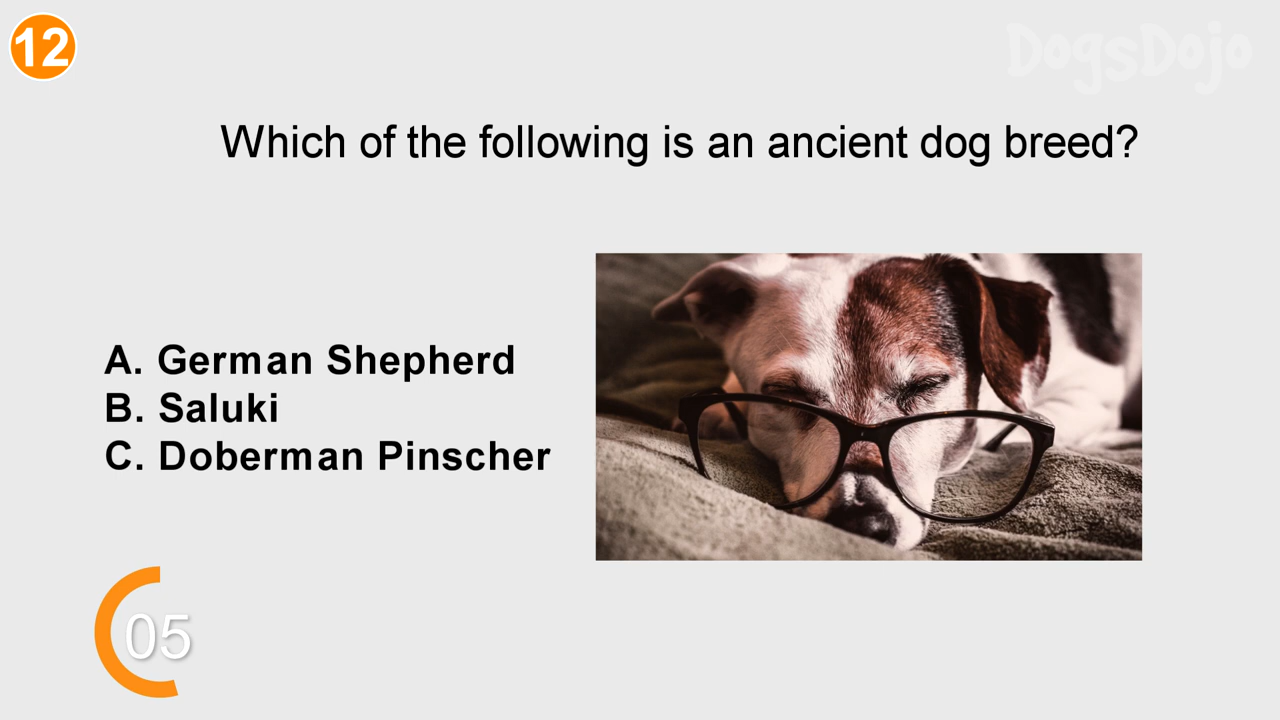 12
DogsDojo
Which of the following is an ancient dog breed?
A. German Shepherd
B. Saluki
C. Doberman Pinscher
05